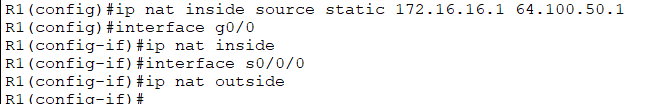 R1(config)#ip nat inside source static 172.16.16.1 64.100.50.1
R1(config)#interface g0/0
R1(config-if)#ip nat inside
R1(config-if)#interface s0/0/0
R1(config-if)#ip nat outside
R1(config-if)#